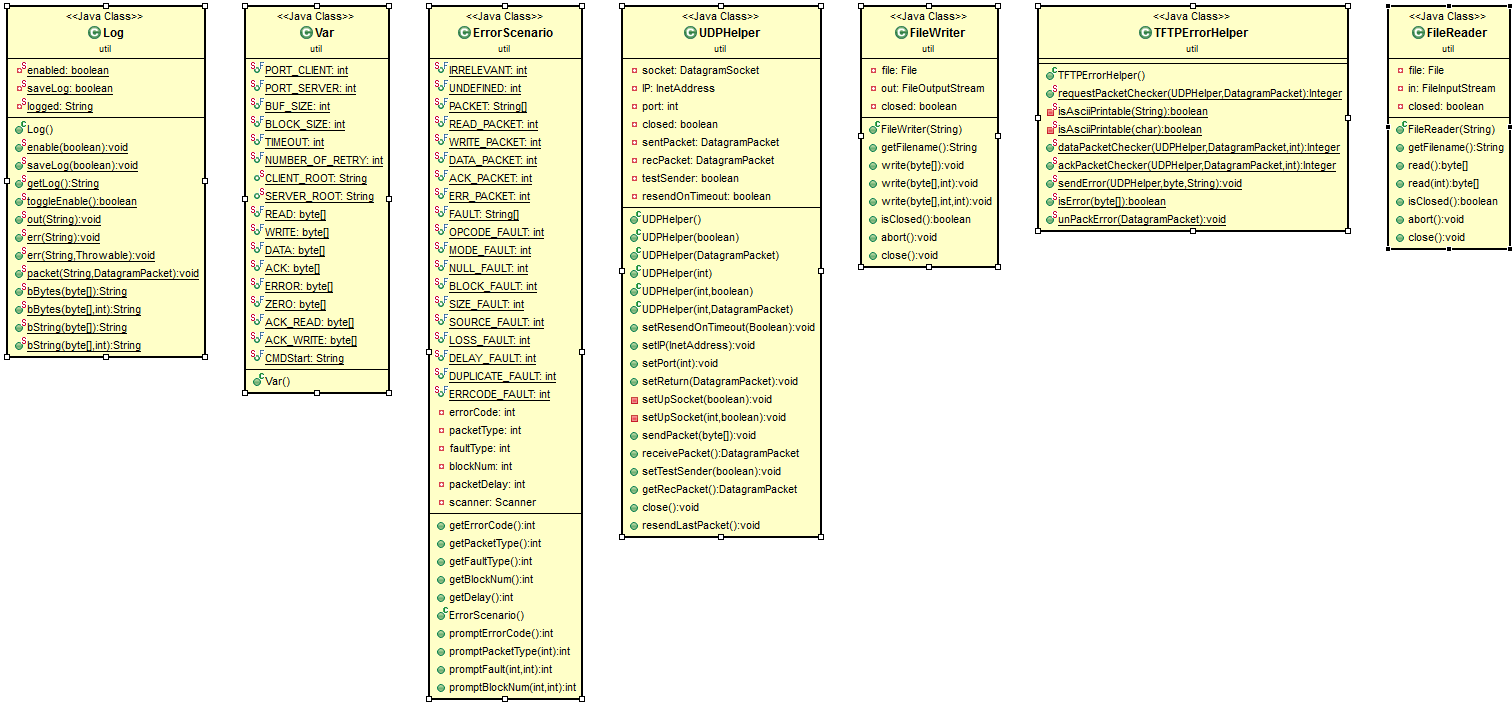 <<Java Class>>
Log
util
enabled: boolean
saveLog: boolean
logged: String
Log()
enable(boolean):void
saveLog(boolean):void
getLog():String
toggleEnable():boolean
out(String):void
err(String):void
err(String,Throwable):void
packet(String,DatagramPacket):void
bBytes(byte[]):String
bBytes(byte[],int):String
bString(byte[]):String
bString(byte[],int):String
<<Java Class>>
Var
util
PORT_CLIENT: int
PORT_SERVER: int
BUF_SIZE: int
BLOCK_SIZE: int
TIMEOUT: int
NUMBER_OF_RETRY: int
CLIENT_ROOT: String
SERVER_ROOT: String
READ: byte[]
WRITE: byte[]
DATA: byte[]
ACK: byte[]
ERROR: byte[]
ZERO: byte[]
ACK_READ: byte[]
ACK_WRITE: byte[]
CMDStart: String
Var()
<<Java Class>>
ErrorScenario
util
IRRELEVANT: int
UNDEFINED: int
PACKET: String[]
READ_PACKET: int
WRITE_PACKET: int
DATA_PACKET: int
ACK_PACKET: int
ERR_PACKET: int
FAULT: String[]
OPCODE_FAULT: int
MODE_FAULT: int
NULL_FAULT: int
BLOCK_FAULT: int
SIZE_FAULT: int
SOURCE_FAULT: int
LOSS_FAULT: int
DELAY_FAULT: int
DUPLICATE_FAULT: int
ERRCODE_FAULT: int
errorCode: int
packetType: int
faultType: int
blockNum: int
packetDelay: int
scanner: Scanner
getErrorCode():int
getPacketType():int
getFaultType():int
getBlockNum():int
getDelay():int
ErrorScenario()
promptErrorCode():int
promptPacketType(int):int
promptFault(int,int):int
promptBlockNum(int,int):int
<<Java Class>>
UDPHelper
util
socket: DatagramSocket
IP: InetAddress
port: int
closed: boolean
sentPacket: DatagramPacket
recPacket: DatagramPacket
testSender: boolean
resendOnTimeout: boolean
UDPHelper()
UDPHelper(boolean)
UDPHelper(DatagramPacket)
UDPHelper(int)
UDPHelper(int,boolean)
UDPHelper(int,DatagramPacket)
setResendOnTimeout(Boolean):void
setIP(InetAddress):void
setPort(int):void
setReturn(DatagramPacket):void
setUpSocket(boolean):void
setUpSocket(int,boolean):void
sendPacket(byte[]):void
receivePacket():DatagramPacket
setTestSender(boolean):void
getRecPacket():DatagramPacket
close():void
resendLastPacket():void
<<Java Class>>
FileWriter
util
file: File
out: FileOutputStream
closed: boolean
FileWriter(String)
getFilename():String
write(byte[]):void
write(byte[],int):void
write(byte[],int,int):void
isClosed():boolean
abort():void
close():void
<<Java Class>>
TFTPErrorHelper
util
TFTPErrorHelper()
requestPacketChecker(UDPHelper,DatagramPacket):Integer
isAsciiPrintable(String):boolean
isAsciiPrintable(char):boolean
dataPacketChecker(UDPHelper,DatagramPacket,int):Integer
ackPacketChecker(UDPHelper,DatagramPacket,int):Integer
sendError(UDPHelper,byte,String):void
isError(byte[]):boolean
unPackError(DatagramPacket):void
<<Java Class>>
FileReader
util
file: File
in: FileInputStream
closed: boolean
FileReader(String)
getFilename():String
read():byte[]
read(int):byte[]
isClosed():boolean
abort():void
close():void